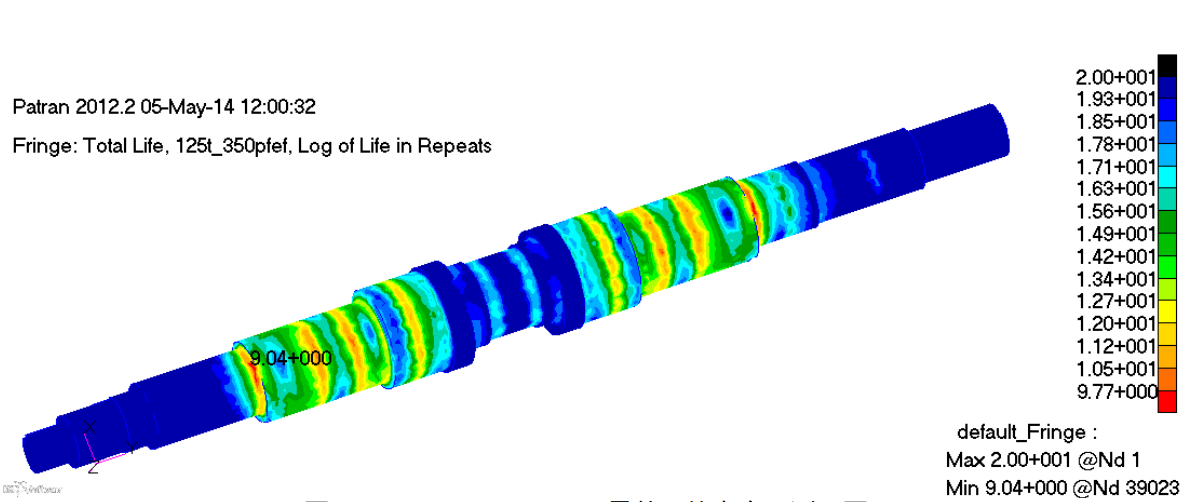 Patran 2012.2 05-May-14 12:00:32
Fringe: Total Life, 125t_350pfef, Log of Life in Repeats
2.00+001
1.93+001
1.85+001
1.78+001
1.71+001
1.63+001
1.56+001
1.49+001
1.42+001
1.34+001
1.27+001
1.20+001
1.12+001
1.05+001
9.77+000
9.04+000
X
Y
Z
default_Fringe :
Max 2.00+001 @Nd 1
Min 9.04+000 @Nd 39023